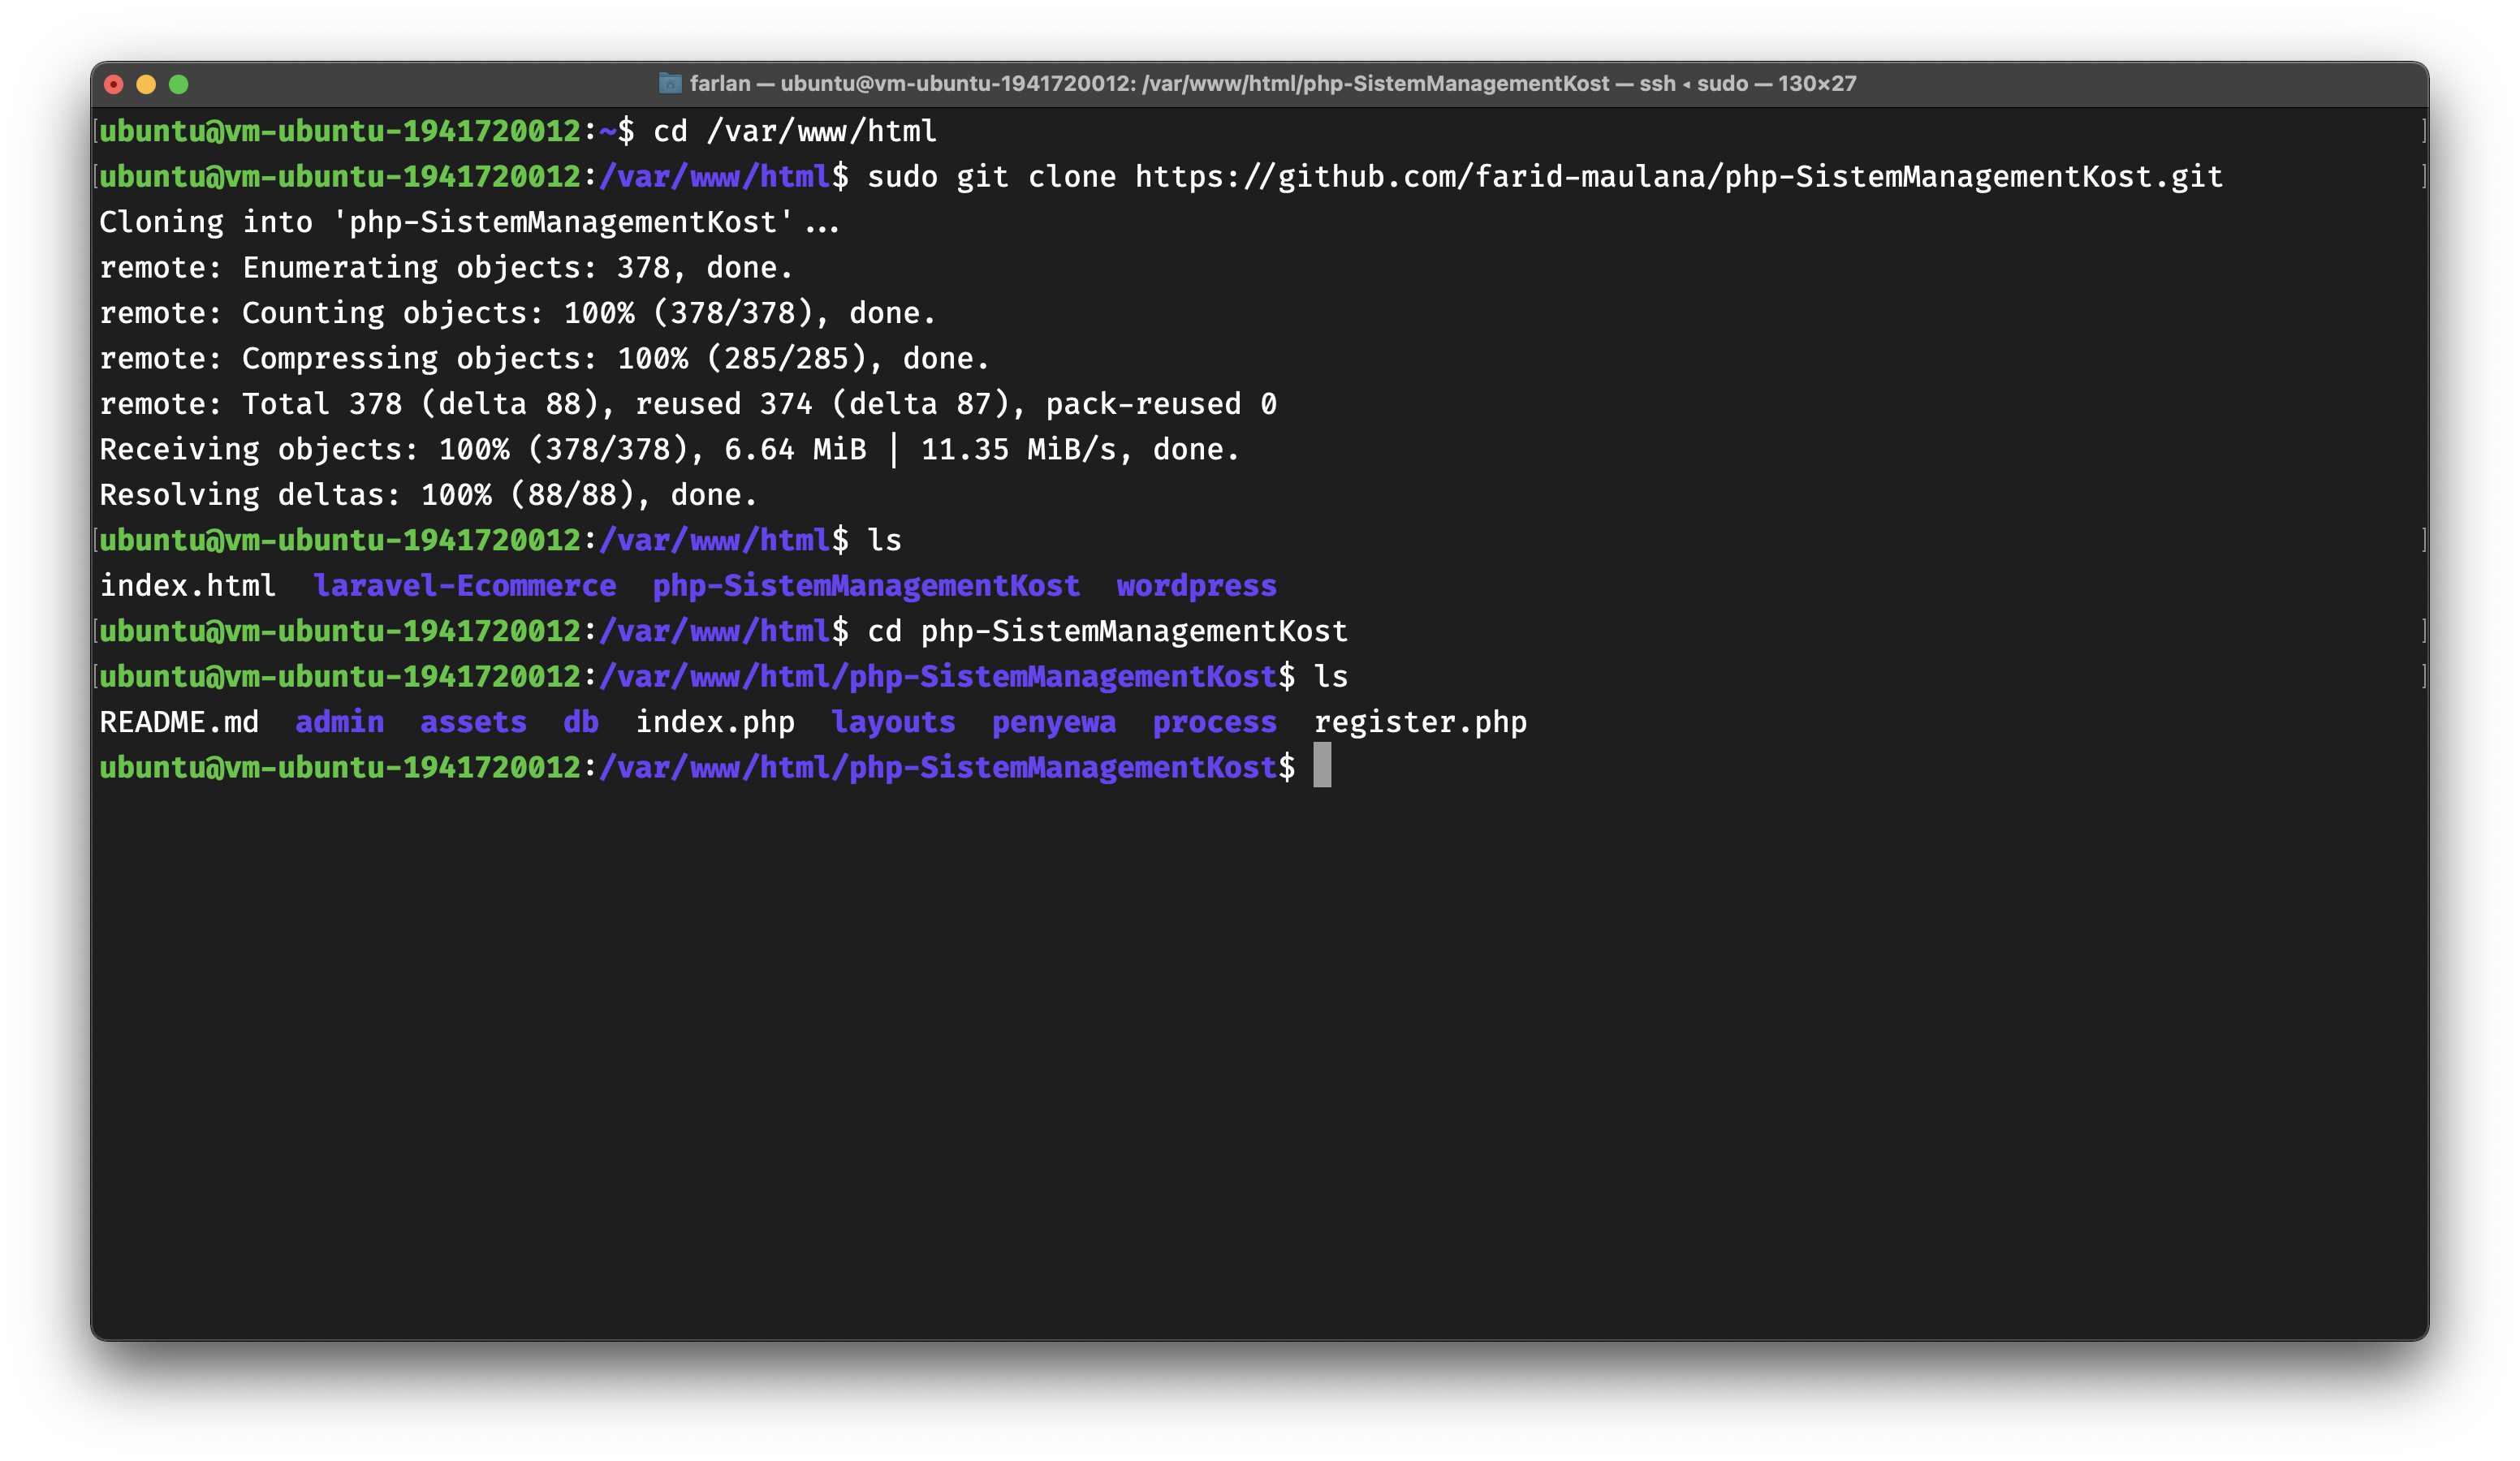 farlan — ubuntu@vm-ubuntu-1941720012: /var/www/html/php-SistemManagementKost — ssh ◂ sudo — 130×27
[ubuntu@vm-ubuntu-1941720012:~$ cd /var/www/html ]
[ubuntu@vm-ubuntu-1941720012:/var/www/html$ sudo git clone https://github.com/farid-maulana/php-SistemManagementKost.git ]
Cloning into 'php-SistemManagementKost'...
remote: Enumerating objects: 378, done.
remote: Counting objects: 100% (378/378), done.
remote: Compressing objects: 100% (285/285), done.
remote: Total 378 (delta 88), reused 374 (delta 87), pack-reused 0
Receiving objects: 100% (378/378), 6.64 MiB | 11.35 MiB/s, done.
Resolving deltas: 100% (88/88), done.
[ubuntu@vm-ubuntu-1941720012:/var/www/html$ ls ]
index.html  laravel-Ecommerce  php-SistemManagementKost  wordpress
[ubuntu@vm-ubuntu-1941720012:/var/www/html$ cd php-SistemManagementKost ]
[ubuntu@vm-ubuntu-1941720012:/var/www/html/php-SistemManagementKost$ ls ]
README.md  admin  assets  db  index.php  layouts  penyewa  process  register.php
ubuntu@vm-ubuntu-1941720012:/var/www/html/php-SistemManagementKost$